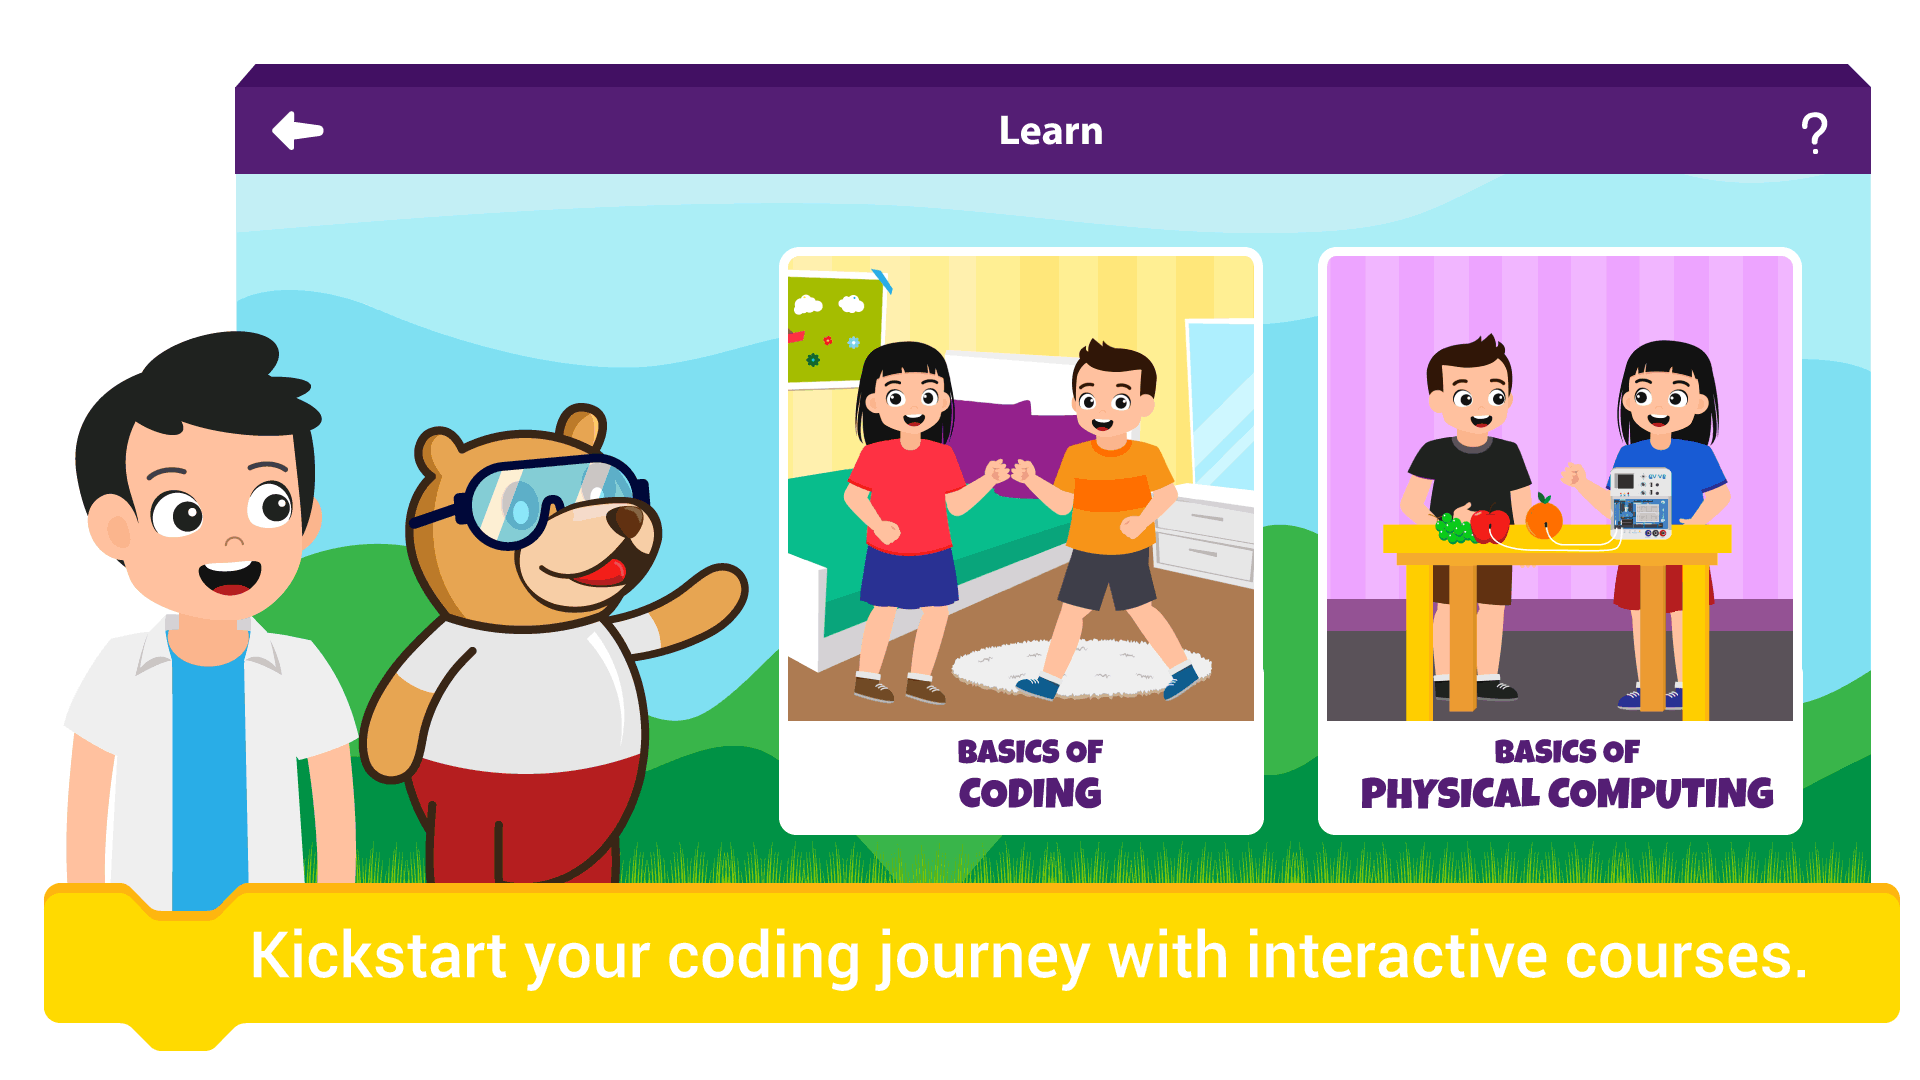 Learn
?
BASICS OF
CODING
BASICS OF
PHYSICAL COMPUTING
Kickstart your coding journey with interactive courses.